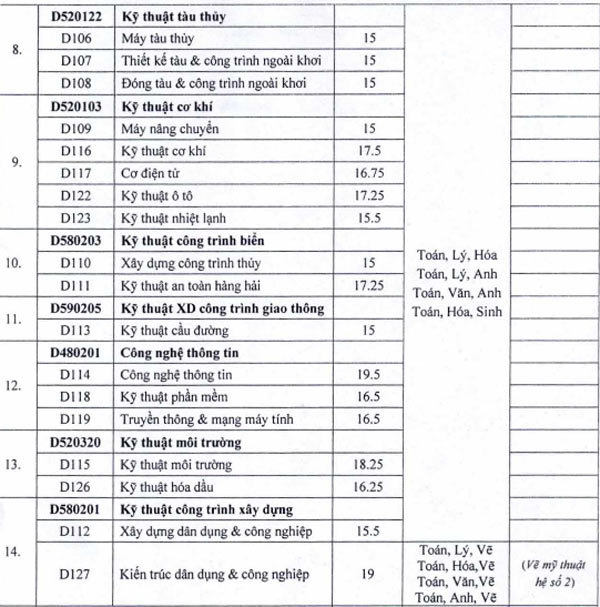 8.
D520122 Kỹ thuật tàu thủy
D106 Máy tàu thủy 15
D107 Thiết kế tàu & công trình ngoài khơi 15
D108 Đóng tàu & công trình ngoài khơi 15
9.
D520103 Kỹ thuật cơ khí
D109 Máy nâng chuyển 15
D116 Kỹ thuật cơ khí 17.5
D117 Cơ điện tử 16.75
D122 Kỹ thuật ô tô 17.25
D123 Kỹ thuật nhiệt lạnh 15.5
10.
D580203 Kỹ thuật công trình biển
D110 Xây dựng công trình thủy 15
D111 Kỹ thuật an toàn hàng hải 17.25
11.
D590205 Kỹ thuật XD công trình giao thông
D113 Kỹ thuật cầu đường 15
12.
D480201 Công nghệ thông tin
D114 Công nghệ thông tin 19.5
D118 Kỹ thuật phần mềm 16.5
D119 Truyền thông & mạng máy tính 16.5
13.
D520320 Kỹ thuật môi trường
D115 Kỹ thuật môi trường 18.25
D126 Kỹ thuật hóa dầu 16.25
14.
D580201 Kỹ thuật công trình xây dựng
D112 Xây dựng dân dụng & công nghiệp 15.5
Toán, Lý, Hóa
Toán, Lý, Anh
Toán, Văn, Anh
Toán, Hóa, Sinh
D127 Kiến trúc dân dụng & công nghiệp 19
Toán, Lý, Vẽ
Toán, Hóa,Vẽ
Toán, Văn,Vẽ
Toán, Anh, Vẽ
(Vẽ mỹ thuật
hệ số 2)